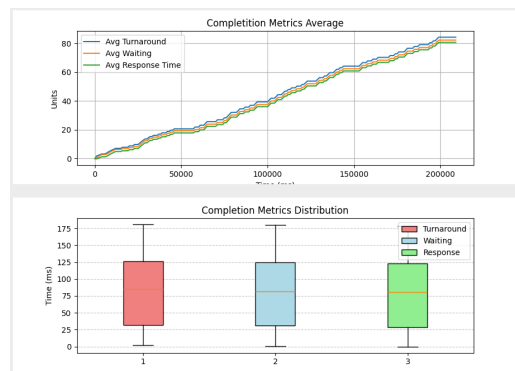 Completition Metrics Average
Avg Turnaround
Avg Waiting
Avg Response Time
Units
80
60
40
20
0
0
50000
100000
150000
200000
Time (ms)
Completion Metrics Distribution
Turnaround
Waiting
Response
Time (ms)
175
150
125
100
75
50
25
0
1
2
3